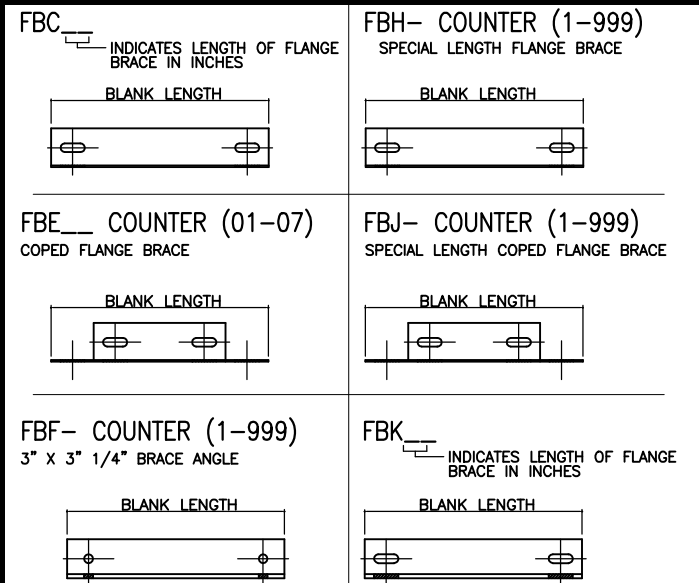 FBC__
INDICATES LENGTH OF FLANGE
BRACE IN INCHES
BLANK LENGTH
FBH- COUNTER (1-999)
SPECIAL LENGTH FLANGE BRACE
BLANK LENGTH
FBE__ COUNTER (01-07)
COPED FLANGE BRACE
BLANK LENGTH
FBJ- COUNTER (1-999)
SPECIAL LENGTH COPED FLANGE BRACE
BLANK LENGTH
FBF- COUNTER (1-999)
3" X 3" 1/4" BRACE ANGLE
BLANK LENGTH
FBK__
INDICATES LENGTH OF FLANGE
BRACE IN INCHES
BLANK LENGTH